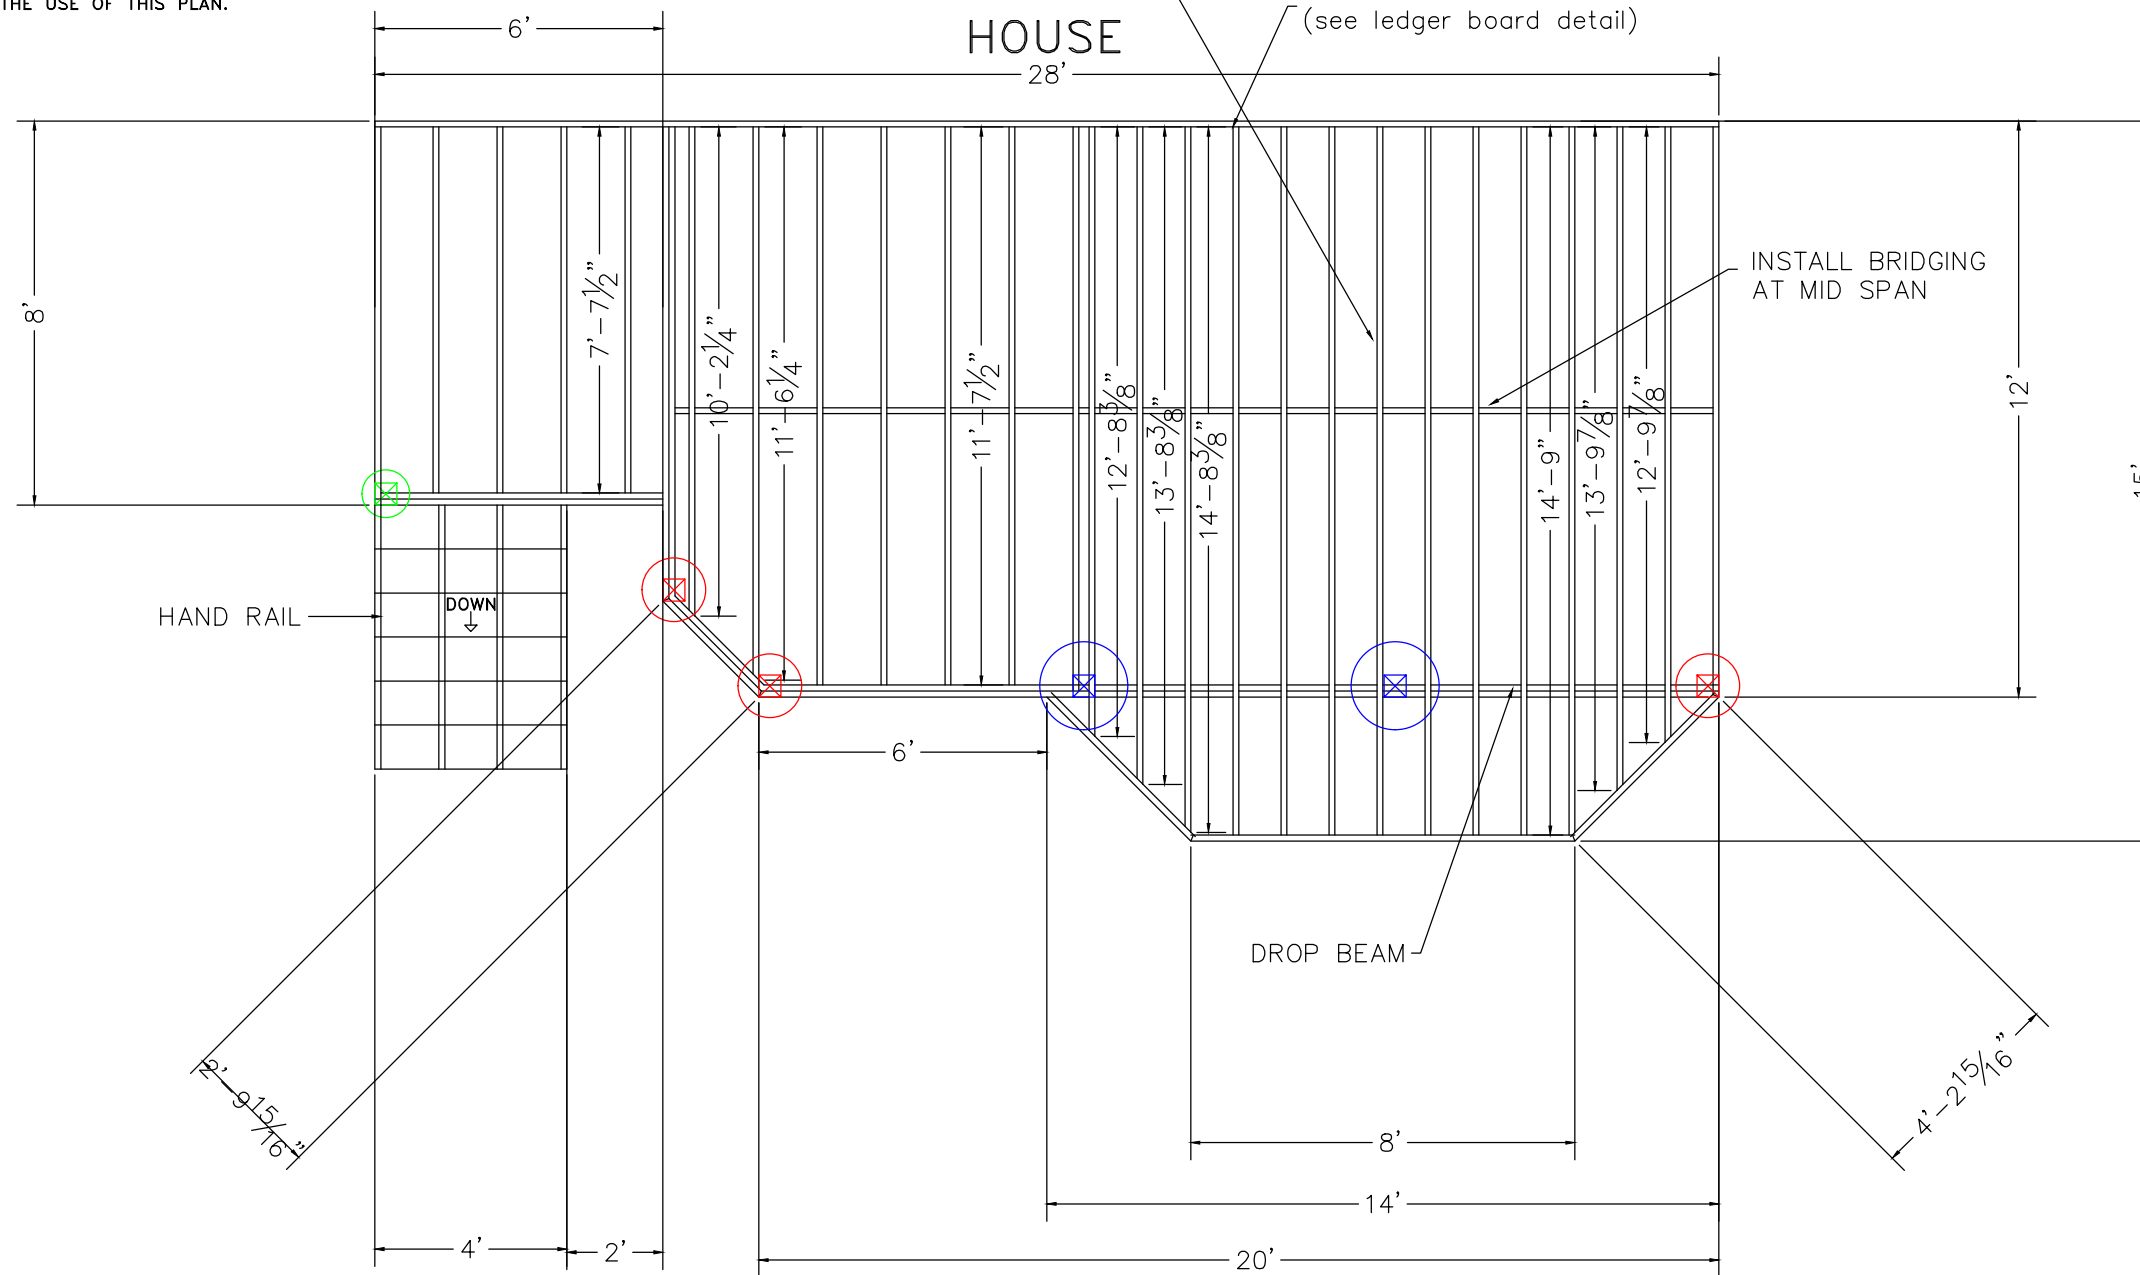 THE USE OF THIS PLAN.
6'
HOUSE
(see ledger board detail)
28'
8'
7'-7½"
10'-2¼"
11'-6¼"
11'-7½"
12'-8⅜"
13'-8⅜"
14'-8⅜"
14'-9"
13'-9⅞"
12'-9⅞"
INSTALL BRIDGING
AT MID SPAN
12'
15'
HAND RAIL
DOWN
6'
DROP BEAM
2'-9 15/16"
4'-2 15/16"
8'
14'
4'
2'
20'